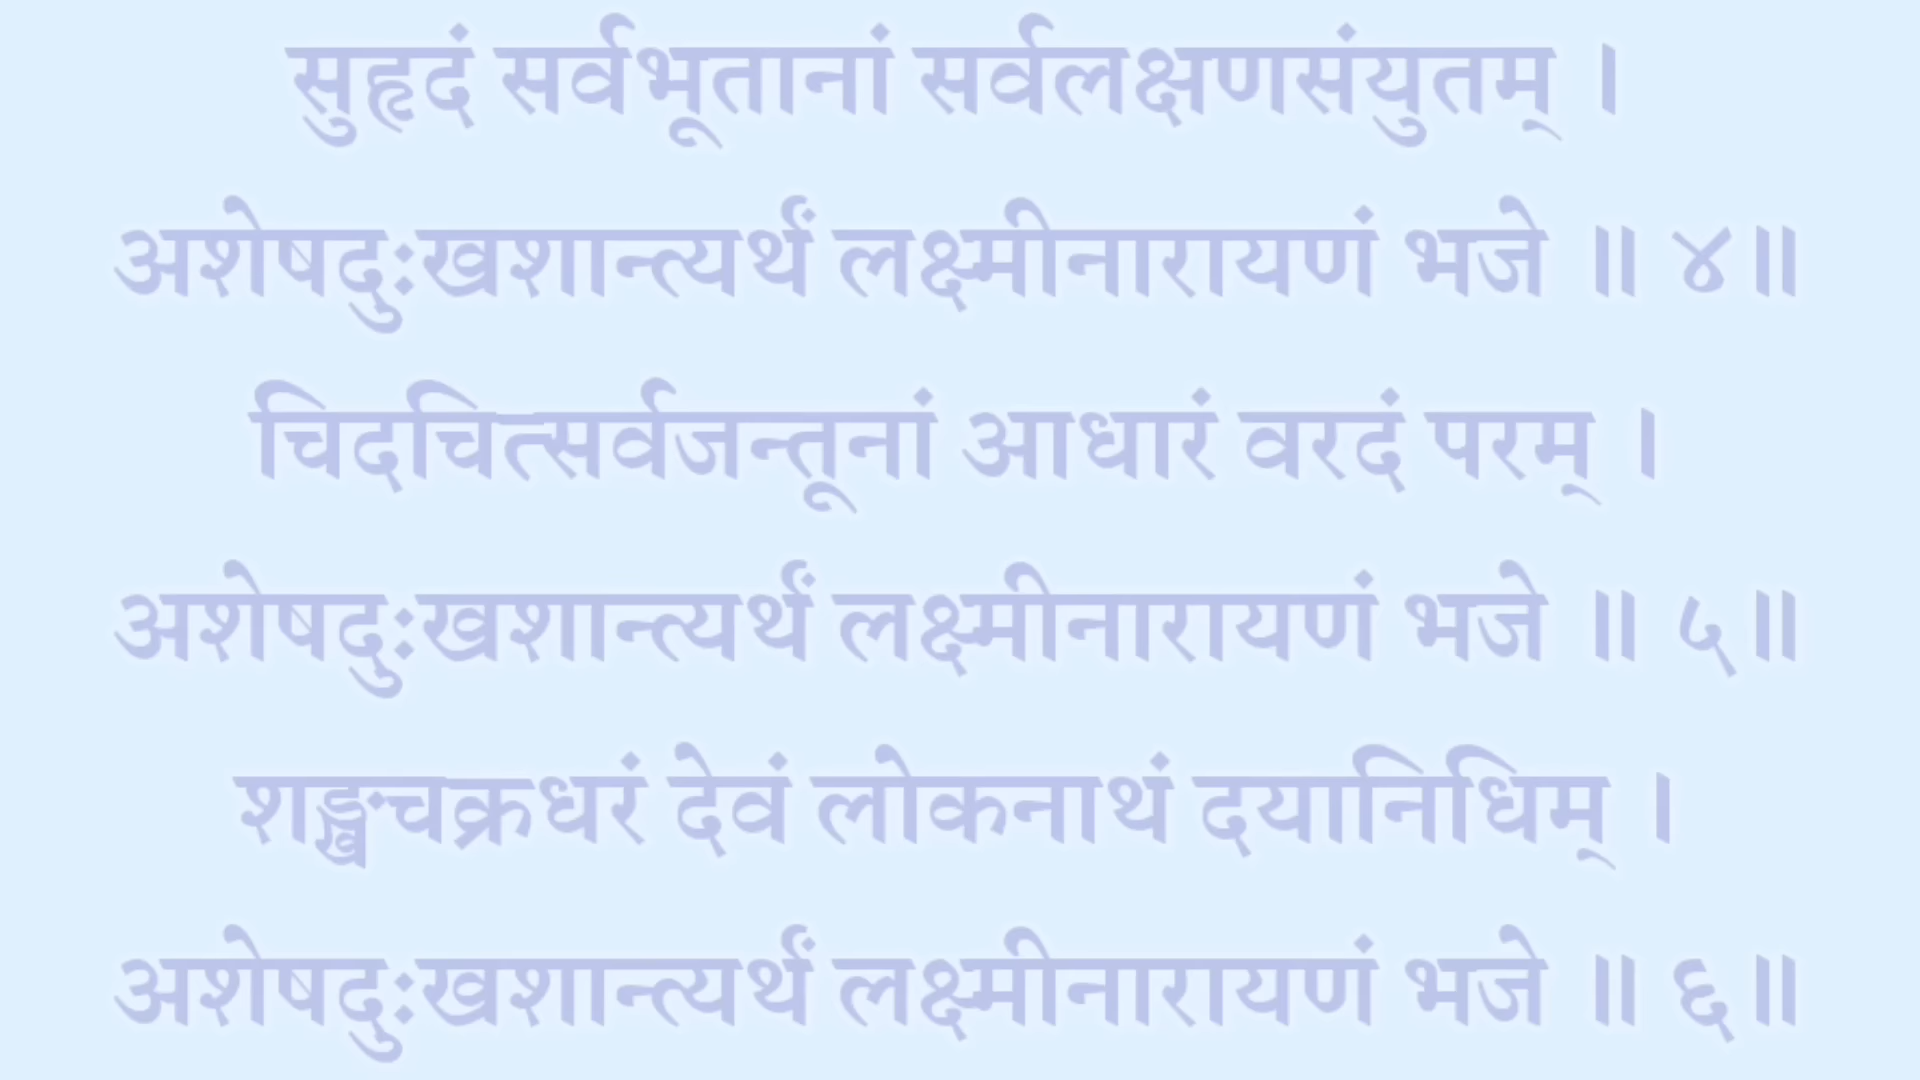 सुहृदं सर्वभूतानां सर्वलक्षणसंयुतम् ।
अशेषदुःखशान्त्यर्थं लक्ष्मीनारायणं भजे ॥ ४॥
चिदचित्सर्वजन्तूनां आधारं वरदं परम् ।
अशेषदुःखशान्त्यर्थं लक्ष्मीनारायणं भजे ॥ ५॥
शङ्खचक्रधरं देवं लोकनाथं दयानिधिम् ।
अशेषदुःखशान्त्यर्थं लक्ष्मीनारायणं भजे ॥ ६॥